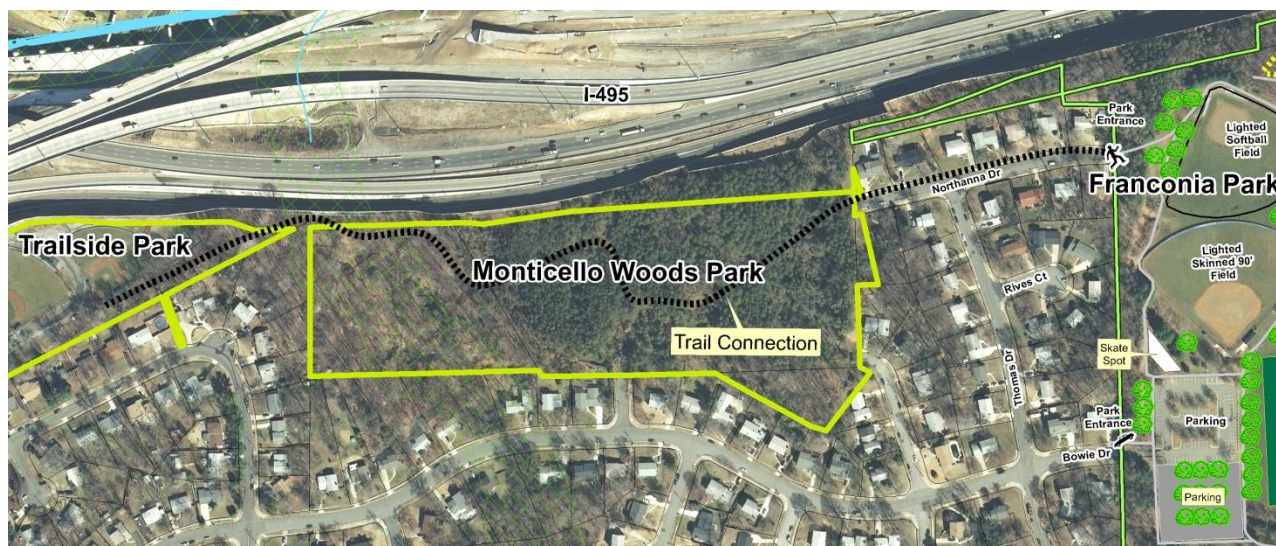 I-495
Park
Entrance
Lighted
Softball
Field
Northanna Dr
Franconia Park
Trailside Park
Monticello Woods Park
Lighted
Skinned 90'
Field
Rives Ct
Trail Connection
Thomas Dr
Skate
Spot
Park
Entrance
Parking
Bowie Dr
Parking